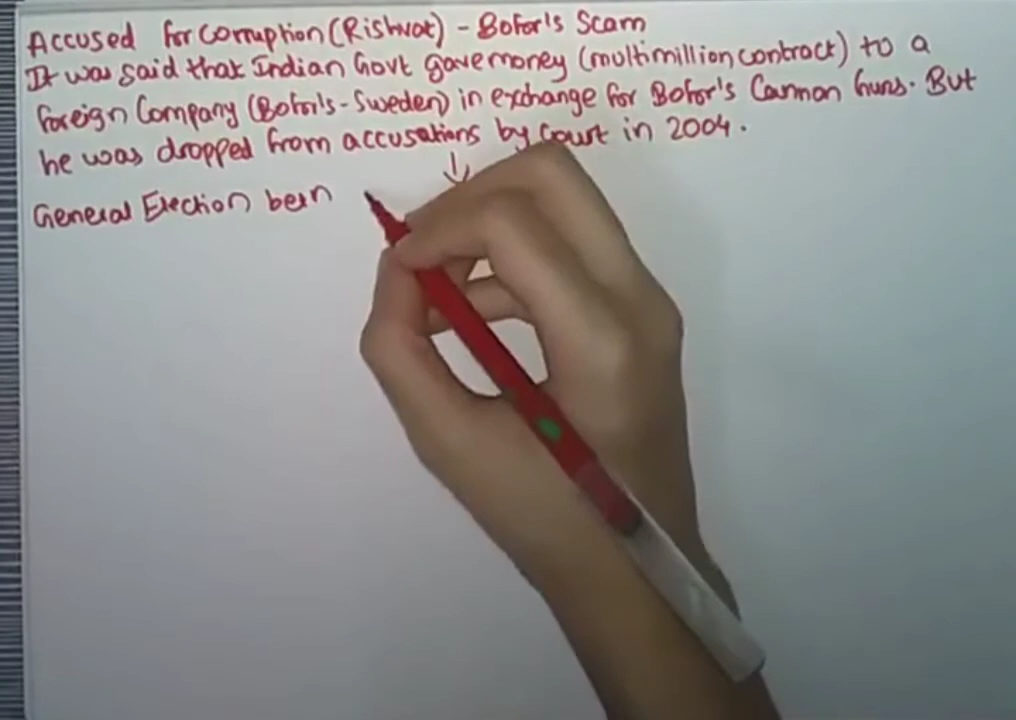 Accused for Corruption (Rishvat) - Bofor's Scam
It was said that Indian Govt gave money (multimillion contract) to a
foreign Company (Bofor's - Sweden) in exchange for Bofor's Cannon Guns. But
he was dropped from accusations by Court in 2004.
General Election